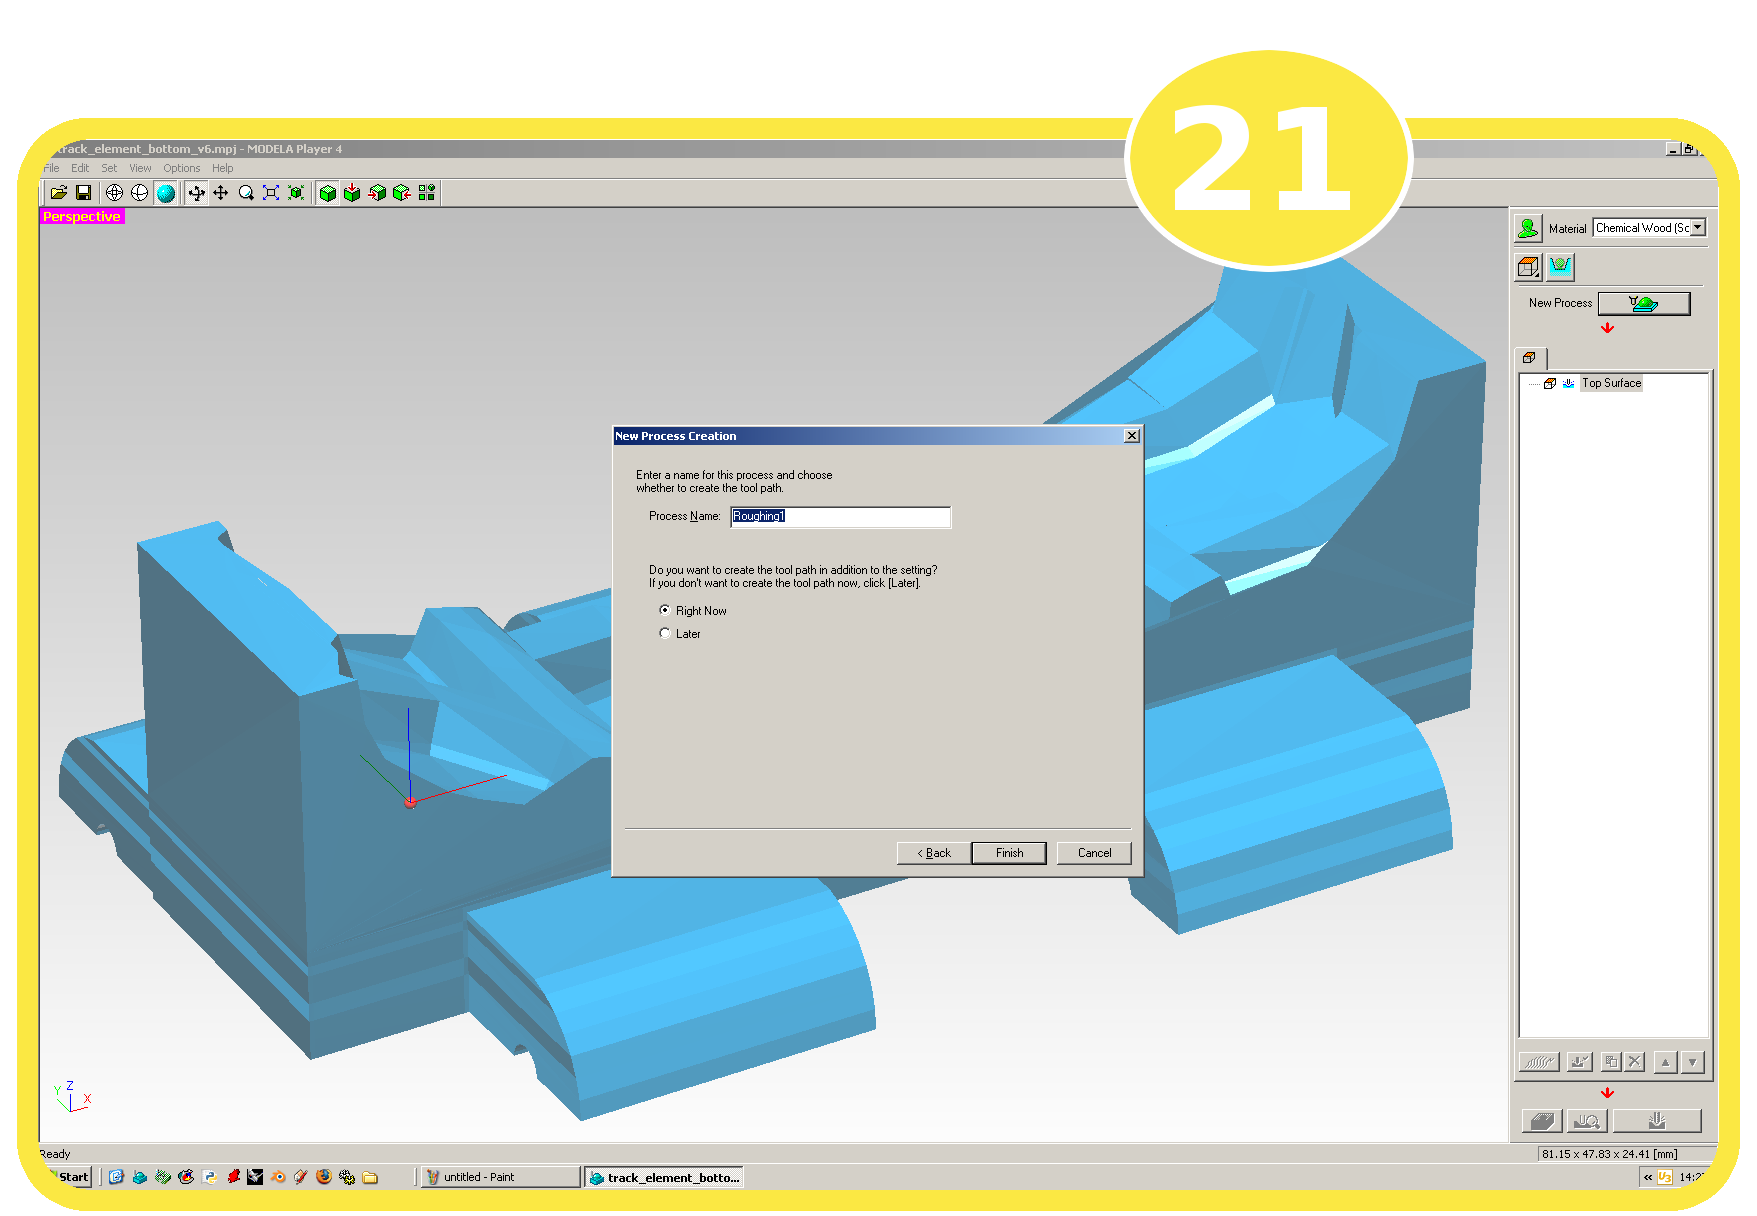 21
track_element_bottom_v6.mpj - MODELA Player 4
File Edit Set View Options Help
Perspective
Material Chemical Wood (Sc
New Process
Top Surface
New Process Creation
Enter a name for this process and choose
whether to create the tool path.
Process Name: Roughing1
Do you want to create the tool path in addition to the setting?
If you don't want to create the tool path now, click [Later].
Right Now
Later
< Back Finish Cancel
Y Z X
Ready
81.15 x 47.83 x 24.41 [mm]
Start untitled - Paint track_element_botto... « U3